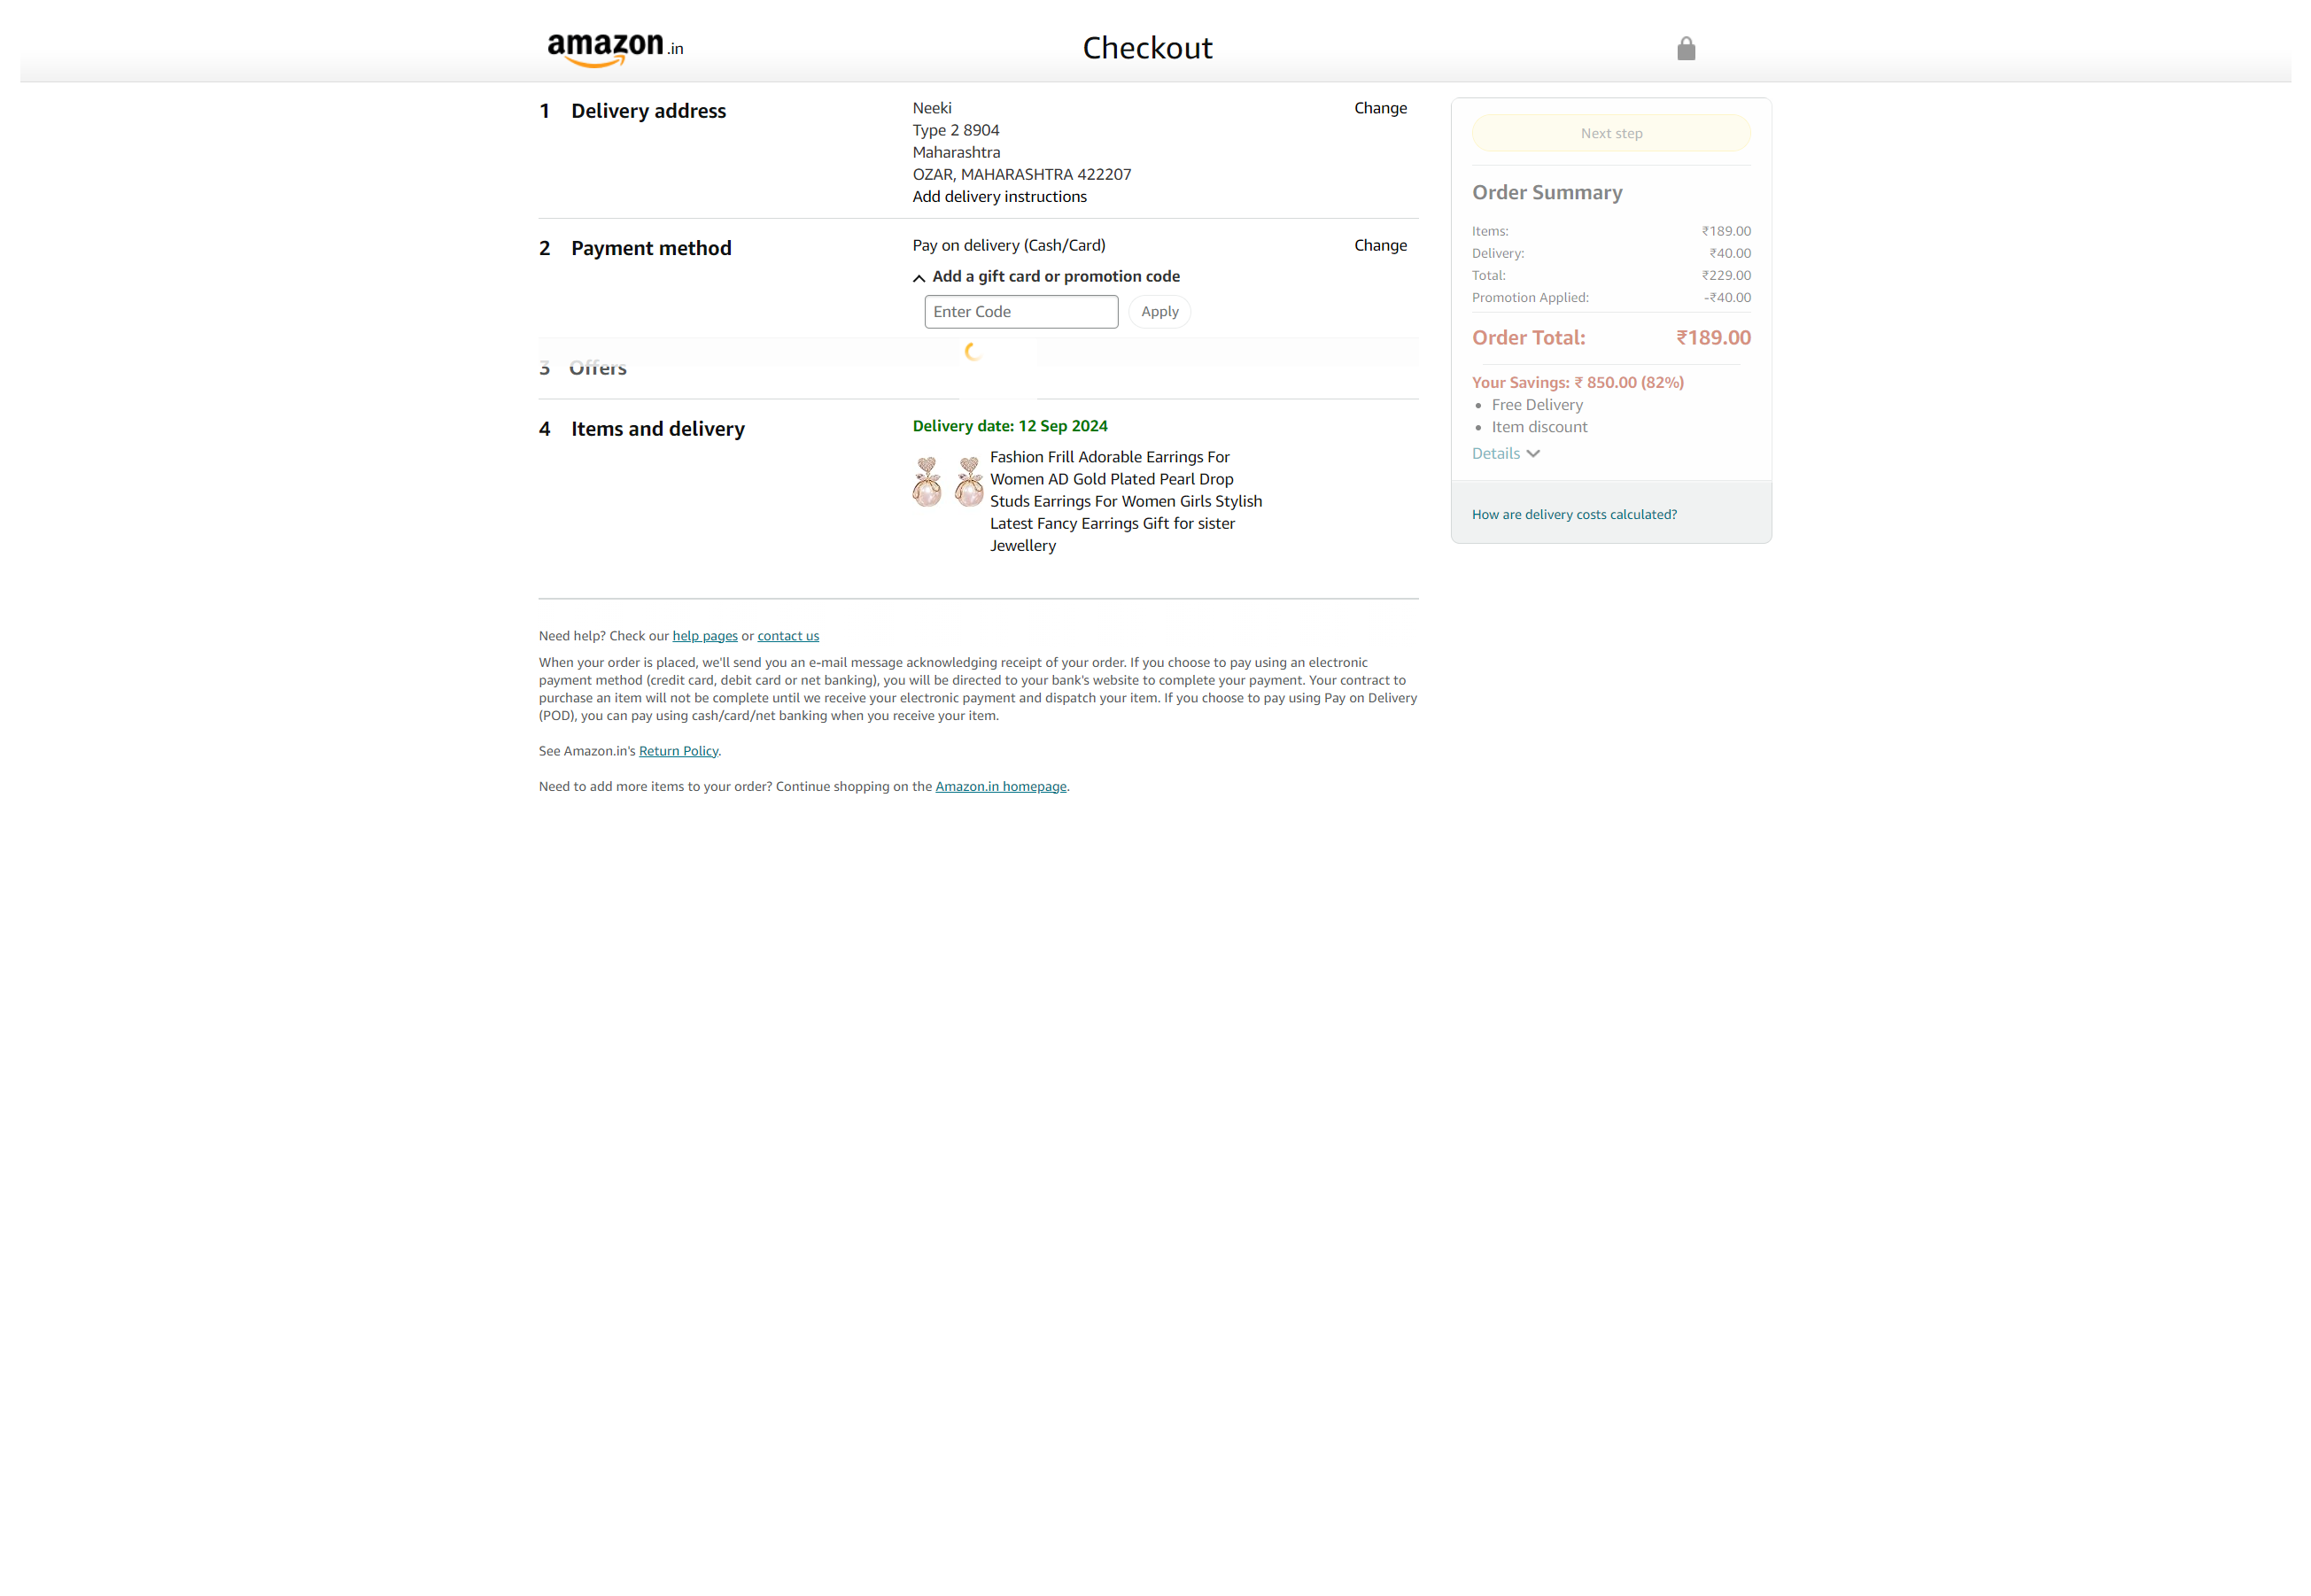 amazon.in
Checkout
1 Delivery address
Neeki
Type 2 8904
Maharashtra
OZAR, MAHARASHTRA 422207
Add delivery instructions
Change
2 Payment method
Pay on delivery (Cash/Card)
Change
Add a gift card or promotion code
Enter Code
Apply
3 Offers
4 Items and delivery
Delivery date: 12 Sep 2024
Fashion Frill Adorable Earrings For
Women AD Gold Plated Pearl Drop
Studs Earrings For Women Girls Stylish
Latest Fancy Earrings Gift for sister
Jewellery
Next step
Order Summary
Items: ₹189.00
Delivery: ₹40.00
Total: ₹229.00
Promotion Applied: -₹40.00
Order Total: ₹189.00
Your Savings: ₹ 850.00 (82%)
• Free Delivery
• Item discount
Details
How are delivery costs calculated?
Need help? Check our help pages or contact us
When your order is placed, we'll send you an e-mail message acknowledging receipt of your order. If you choose to pay using an electronic
payment method (credit card, debit card or net banking), you will be directed to your bank's website to complete your payment. Your contract to
purchase an item will not be complete until we receive your electronic payment and dispatch your item. If you choose to pay using Pay on Delivery
(POD), you can pay using cash/card/net banking when you receive your item.
See Amazon.in's Return Policy.
Need to add more items to your order? Continue shopping on the Amazon.in homepage.